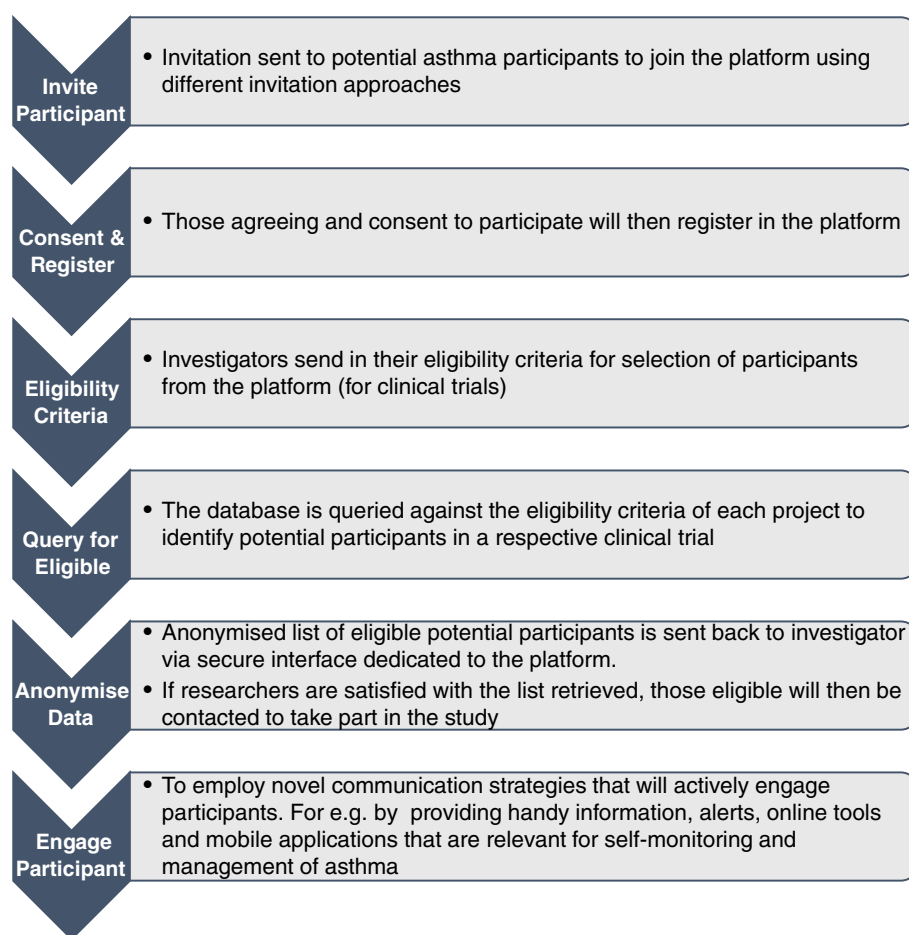 Invite
Participant
• Invitation sent to potential asthma participants to join the platform using
different invitation approaches
Consent &
Register
• Those agreeing and consent to participate will then register in the platform
Eligibility
Criteria
• Investigators send in their eligibility criteria for selection of participants
from the platform (for clinical trials)
Query for
Eligible
• The database is queried against the eligibility criteria of each project to
identify potential participants in a respective clinical trial
Anonymise
Data
• Anonymised list of eligible potential participants is sent back to investigator
via secure interface dedicated to the platform.
• If researchers are satisfied with the list retrieved, those eligible will then be
contacted to take part in the study
Engage
Participant
• To employ novel communication strategies that will actively engage
participants. For e.g. by  providing handy information, alerts, online tools
and mobile applications that are relevant for self-monitoring and
management of asthma